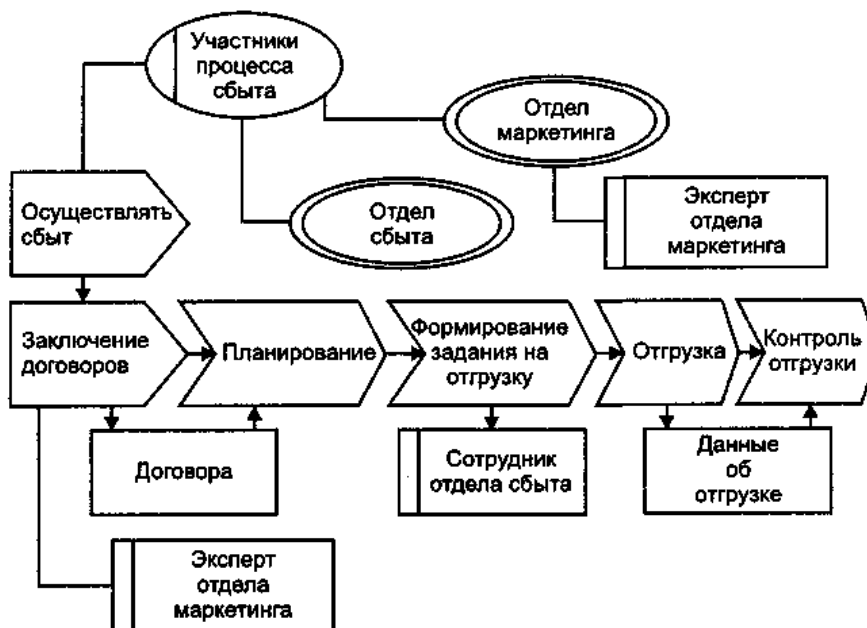 Участники
процесса
сбыта
Отдел
маркетинга
Осуществлять
сбыт
Отдел
сбыта
Эксперт
отдела
маркетинга
Заключение
договоров
Планирование
Формирование
задания на
отгрузку
Отгрузка
Контроль
отгрузки
Договора
Сотрудник
отдела сбыта
Данные
об
отгрузке
Эксперт
отдела
маркетинга